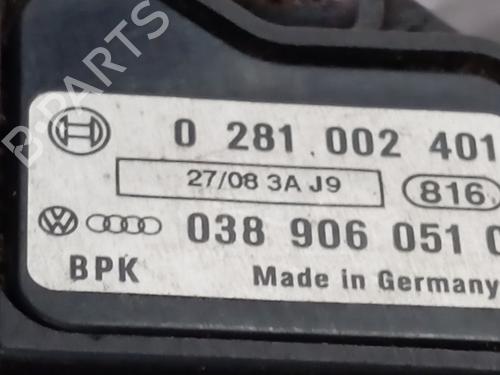 B-PARTS
0 281 002 401
27/08 3A J9
816
038 906 051
BPK
Made in Germany